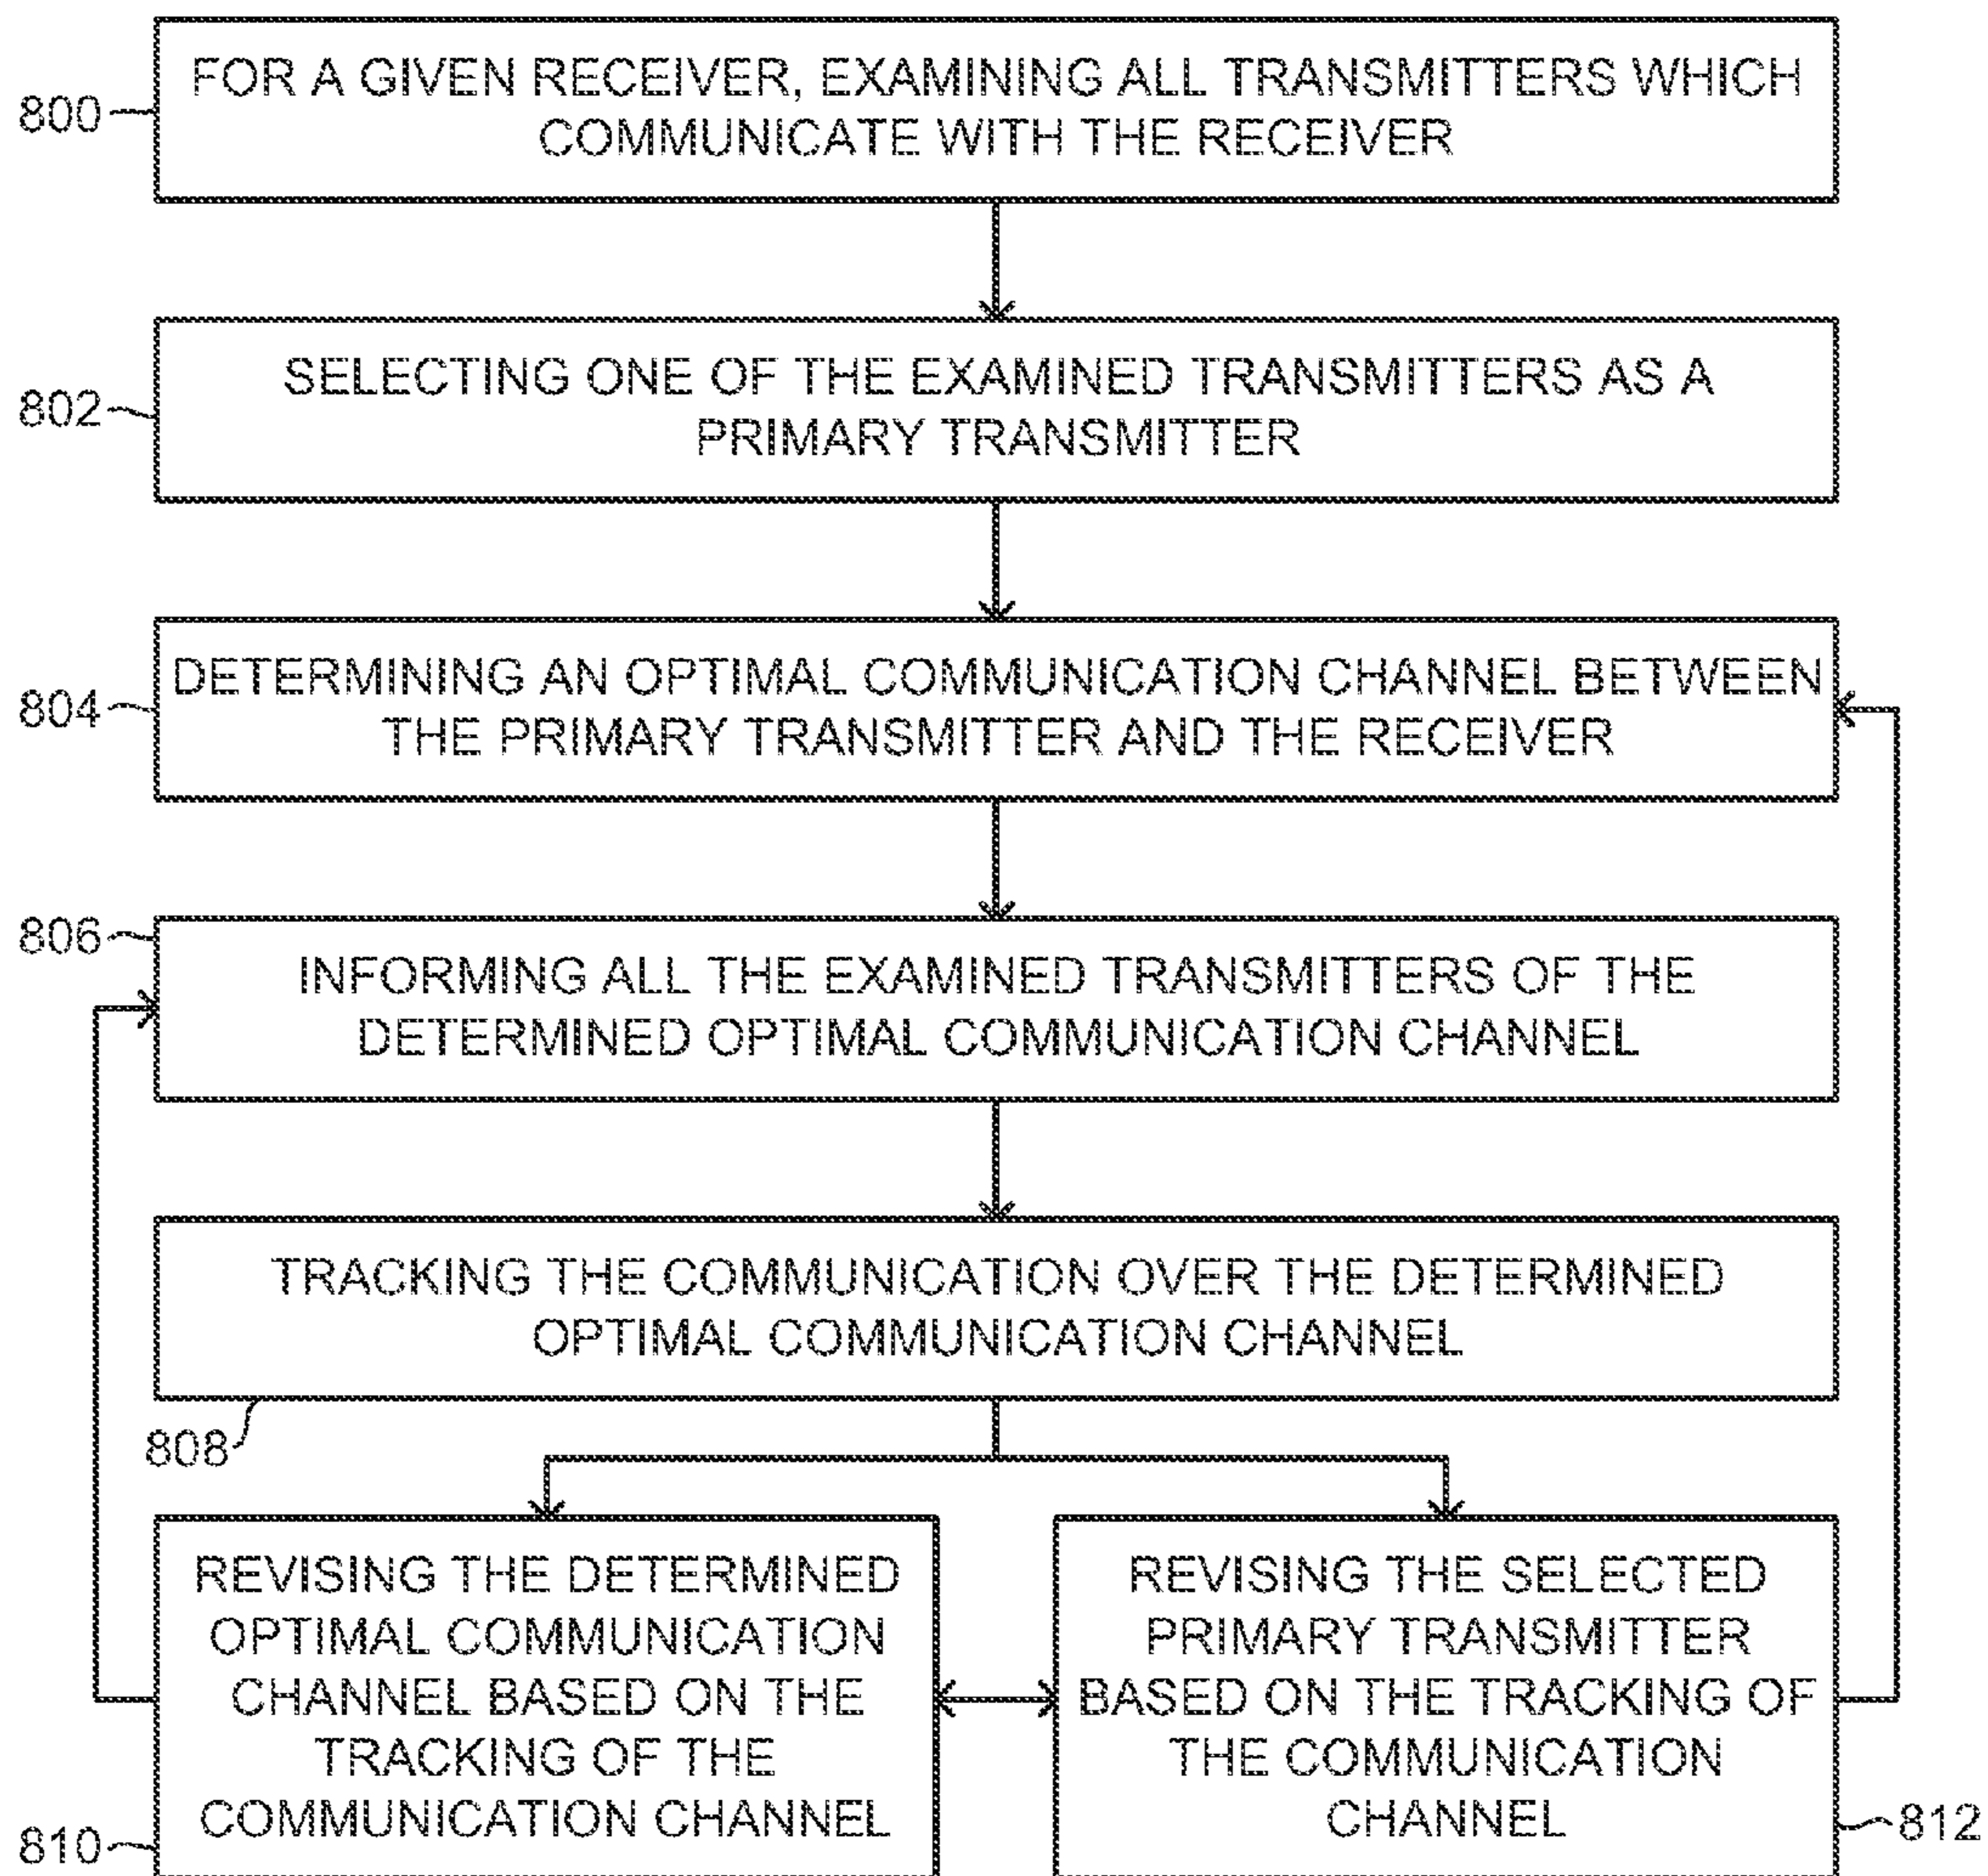 800
FOR A GIVEN RECEIVER, EXAMINING ALL TRANSMITTERS WHICH
COMMUNICATE WITH THE RECEIVER
802
SELECTING ONE OF THE EXAMINED TRANSMITTERS AS A
PRIMARY TRANSMITTER
804
DETERMINING AN OPTIMAL COMMUNICATION CHANNEL BETWEEN
THE PRIMARY TRANSMITTER AND THE RECEIVER
806
INFORMING ALL THE EXAMINED TRANSMITTERS OF THE
DETERMINED OPTIMAL COMMUNICATION CHANNEL
TRACKING THE COMMUNICATION OVER THE DETERMINED
OPTIMAL COMMUNICATION CHANNEL
808
REVISING THE DETERMINED
OPTIMAL COMMUNICATION
CHANNEL BASED ON THE
TRACKING OF THE
COMMUNICATION CHANNEL
810
REVISING THE SELECTED
PRIMARY TRANSMITTER
BASED ON THE TRACKING OF
THE COMMUNICATION
CHANNEL
812